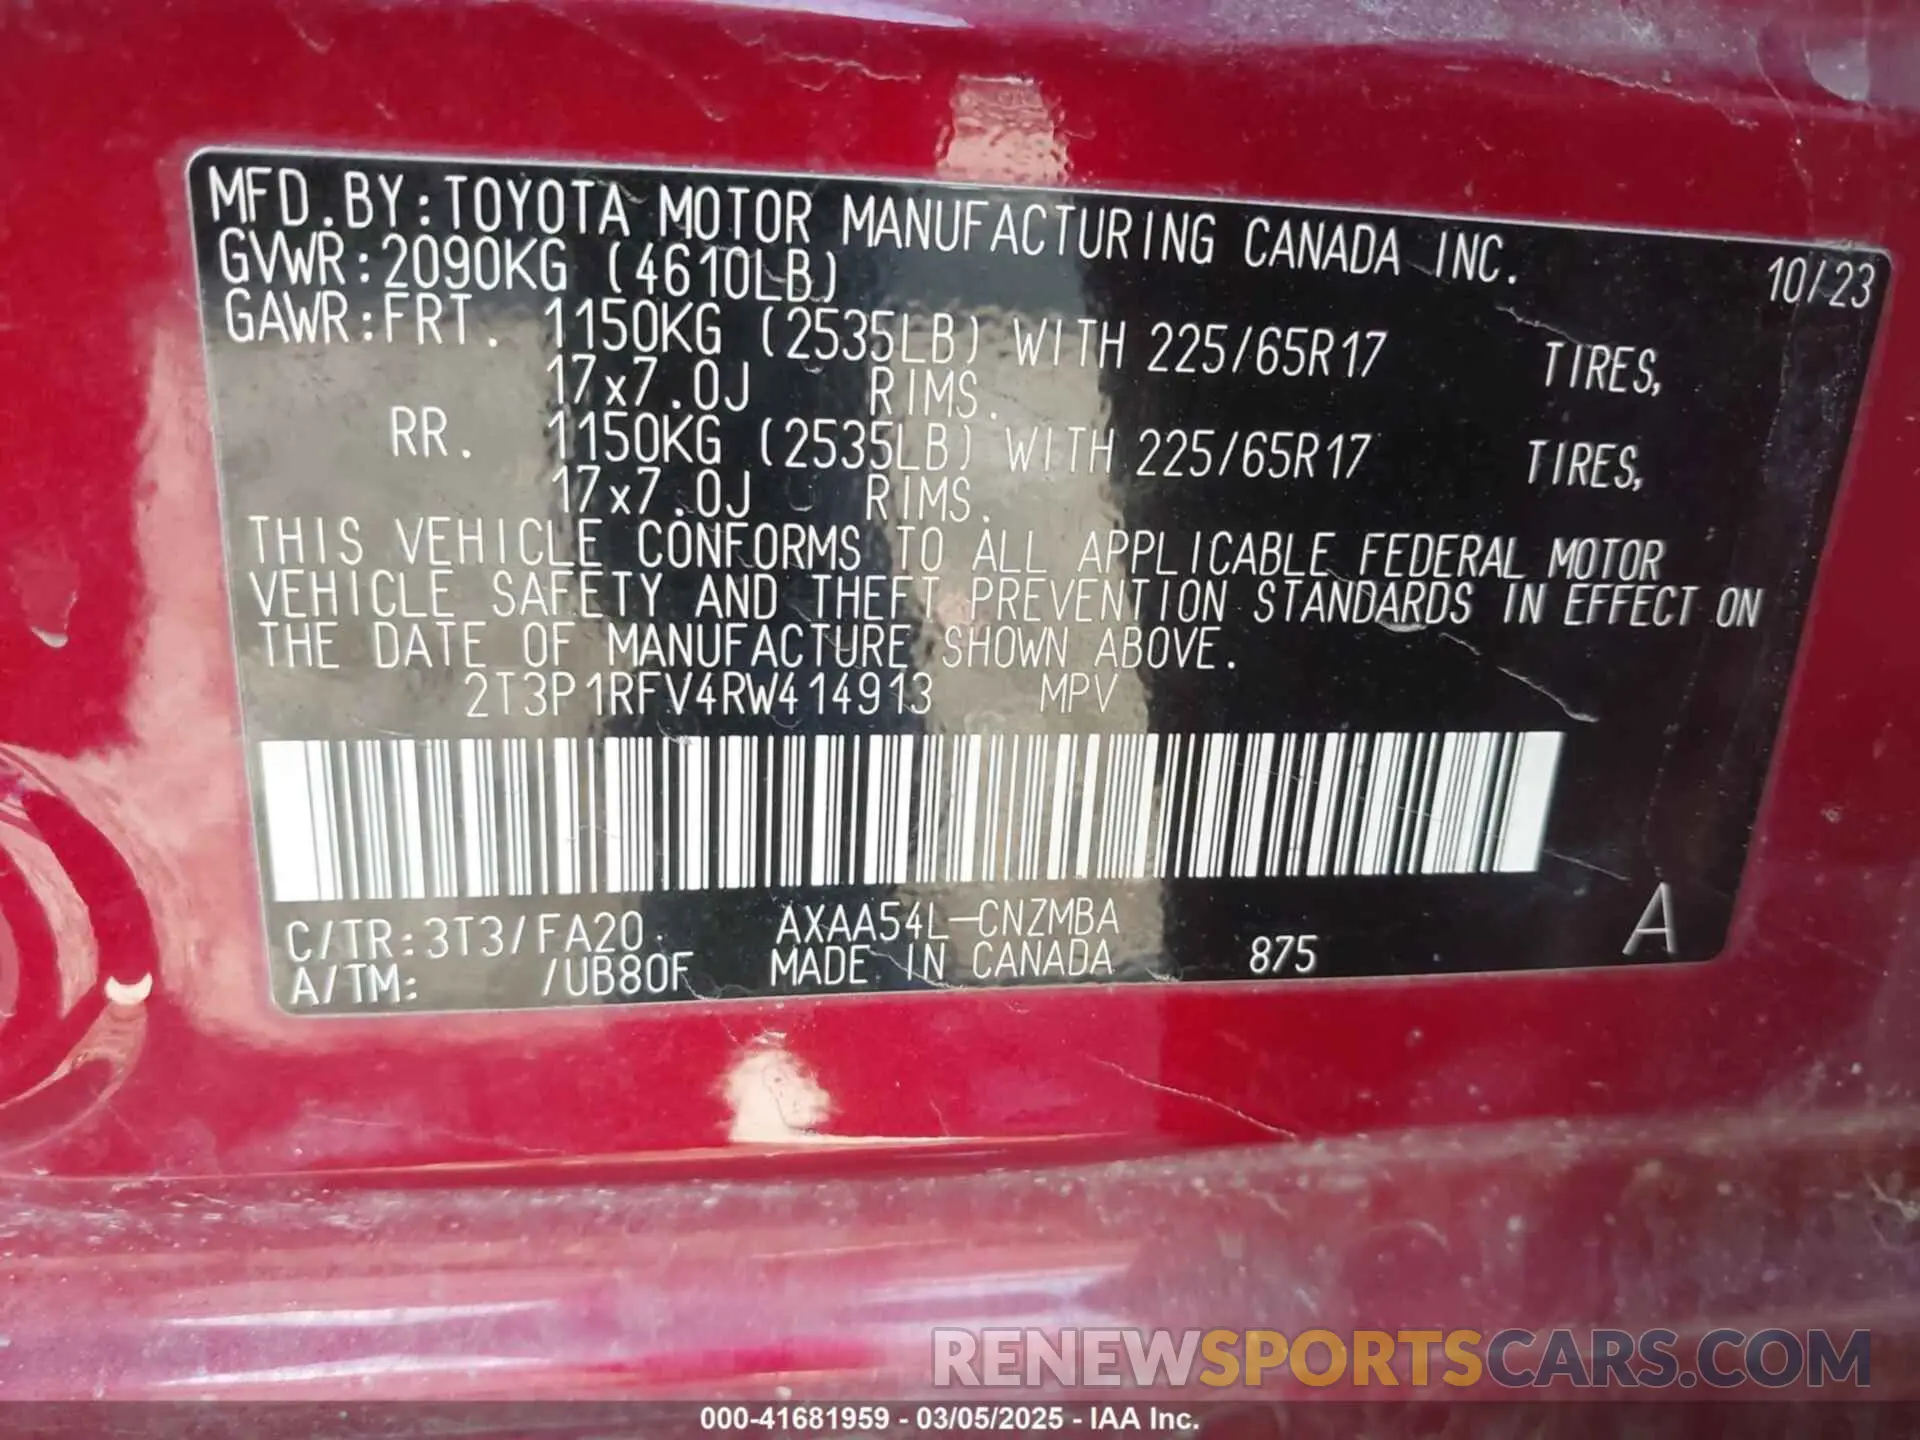 MFD.BY:TOYOTA MOTOR MANUFACTURING CANADA INC. 10/23
GVWR:2090KG (4610LB)
GAWR:FRT. 1150KG (2535LB) WITH 225/65R17 TIRES,
17x7.0J RIMS.
RR. 1150KG (2535LB) WITH 225/65R17 TIRES,
17x7.0J RIMS.
THIS VEHICLE CONFORMS TO ALL APPLICABLE FEDERAL MOTOR
VEHICLE SAFETY AND THEFT PREVENTION STANDARDS IN EFFECT ON
THE DATE OF MANUFACTURE SHOWN ABOVE.
2T3P1RFV4RW414913 MPV
C/TR:3T3/FA20 AXAA54L-CNZMBA
A/TM: /UB80F MADE IN CANADA 875 A
RENEWSPORTSCARS.COM
000-41681959 - 03/05/2025 - IAA Inc.